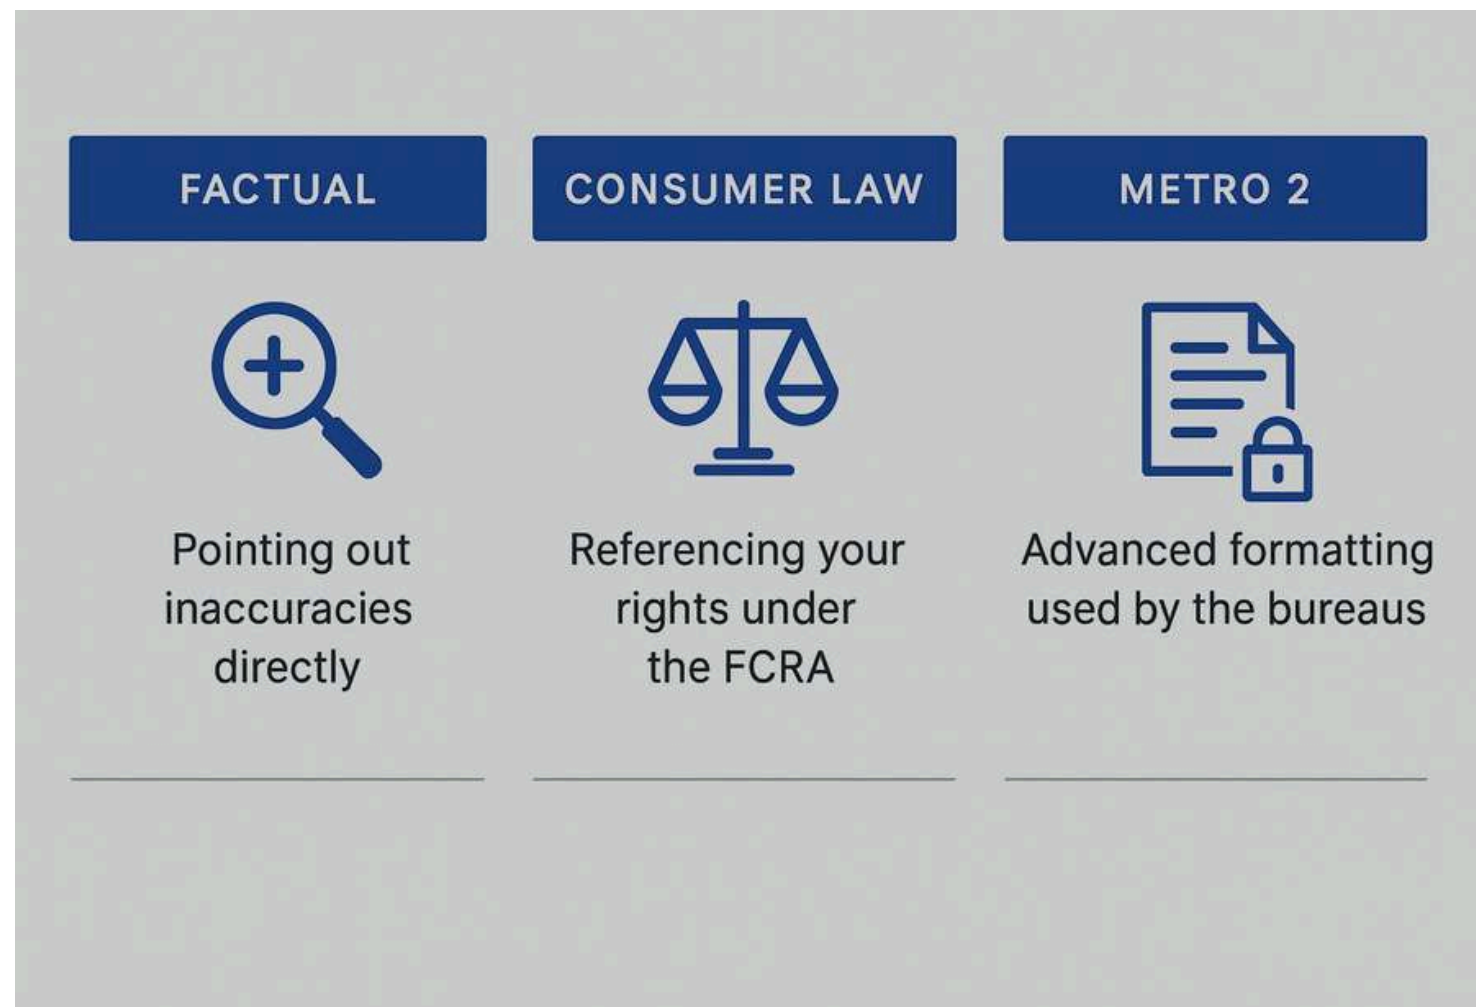 FACTUAL
Pointing out
inaccuracies
directly
CONSUMER LAW
Referencing your
rights under
the FCRA
METRO 2
Advanced formatting
used by the bureaus